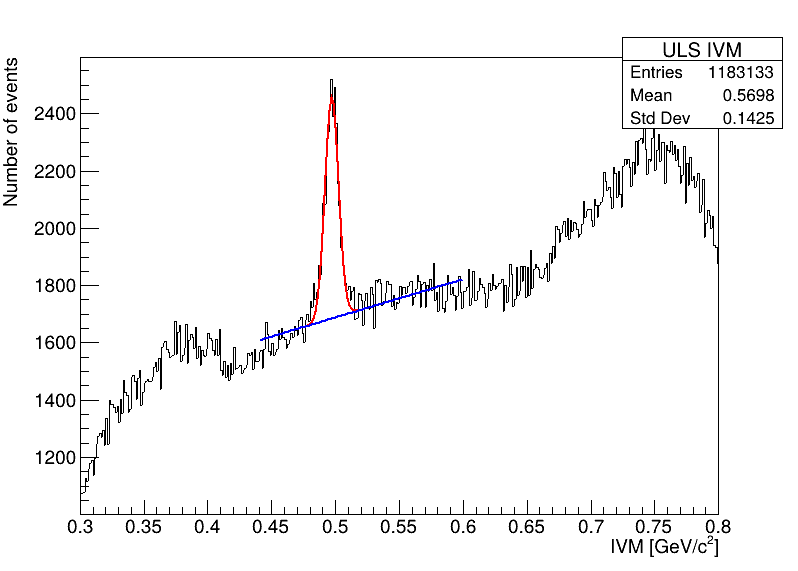 ULS IVM
Entries 1183133
Mean 0.5698
Std Dev 0.1425
Number of events
2400
2200
2000
1800
1600
1400
1200
0.3 0.35 0.4 0.45 0.5 0.55 0.6 0.65 0.7 0.75 0.8
IVM [GeV/c²]